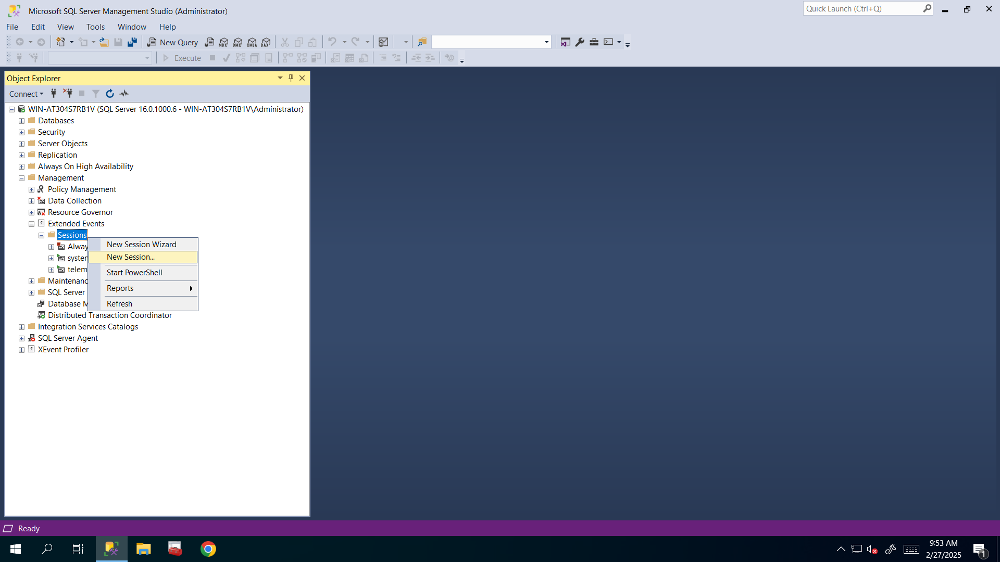 Microsoft SQL Server Management Studio (Administrator)
Quick Launch (Ctrl+Q)
File Edit View Tools Window Help
New Query MDX DMX XMLA DAX
Execute
Object Explorer
Connect
WIN-AT304S7RB1V (SQL Server 16.0.1000.6 - WIN-AT304S7RB1V\Administrator)
Databases
Security
Server Objects
Replication
Always On High Availability
Management
Policy Management
Data Collection
Resource Governor
Extended Events
Sessions
New Session Wizard
Alway
New Session...
system
telem
Start PowerShell
Maintenanc
Reports
SQL Server
Database M
Refresh
Distributed Transaction Coordinator
Integration Services Catalogs
SQL Server Agent
XEvent Profiler
Ready
9:53 AM
2/27/2025
1